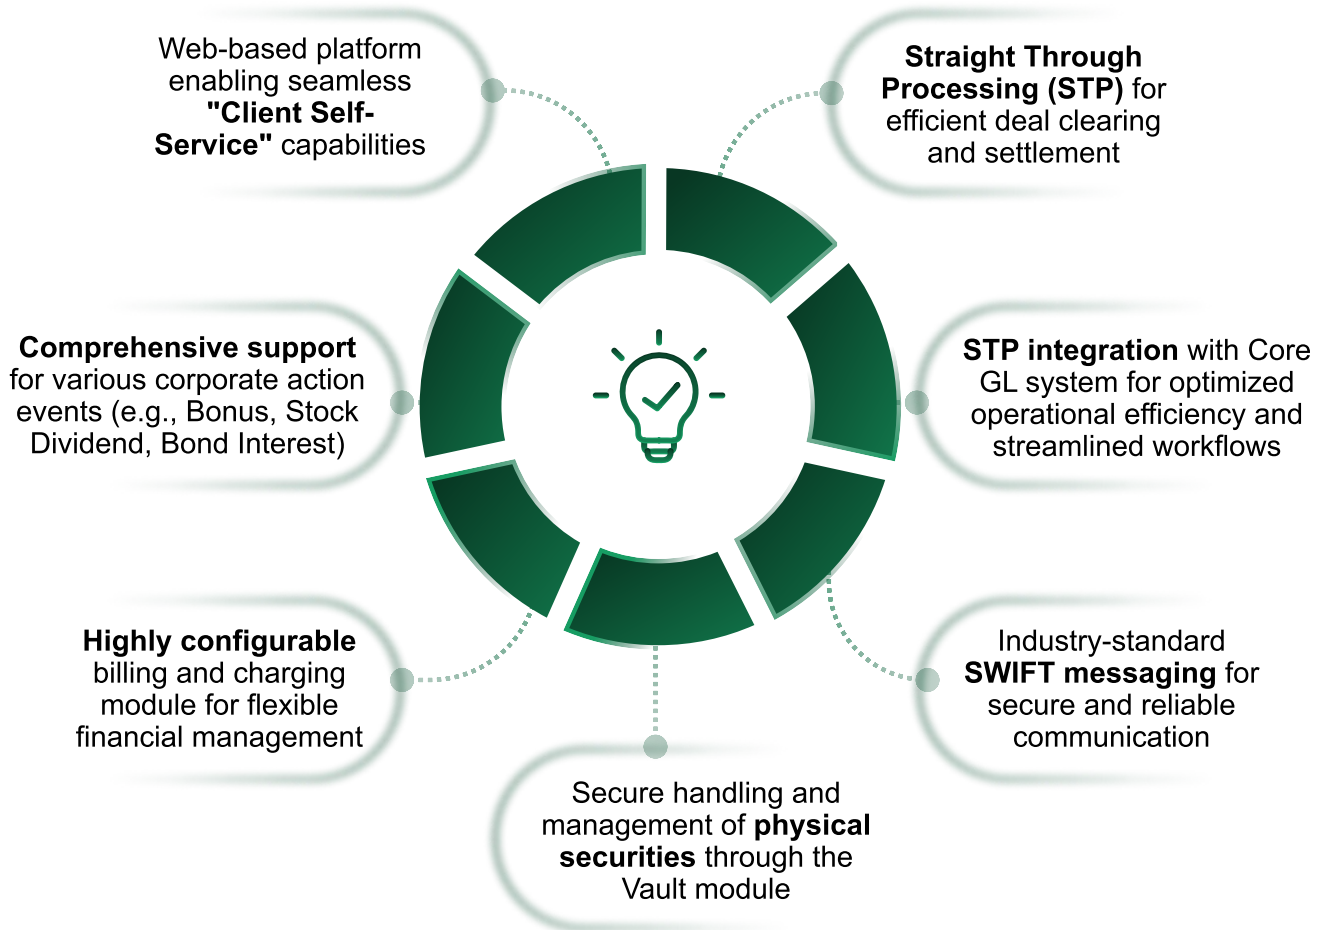 Web-based platform
enabling seamless
"Client Self-
Service" capabilities
Straight Through
Processing (STP) for
efficient deal clearing
and settlement
Comprehensive support
for various corporate action
events (e.g., Bonus, Stock
Dividend, Bond Interest)
STP integration with Core
GL system for optimized
operational efficiency and
streamlined workflows
Highly configurable
billing and charging
module for flexible
financial management
Industry-standard
SWIFT messaging for
secure and reliable
communication
Secure handling and
management of physical
securities through the
Vault module